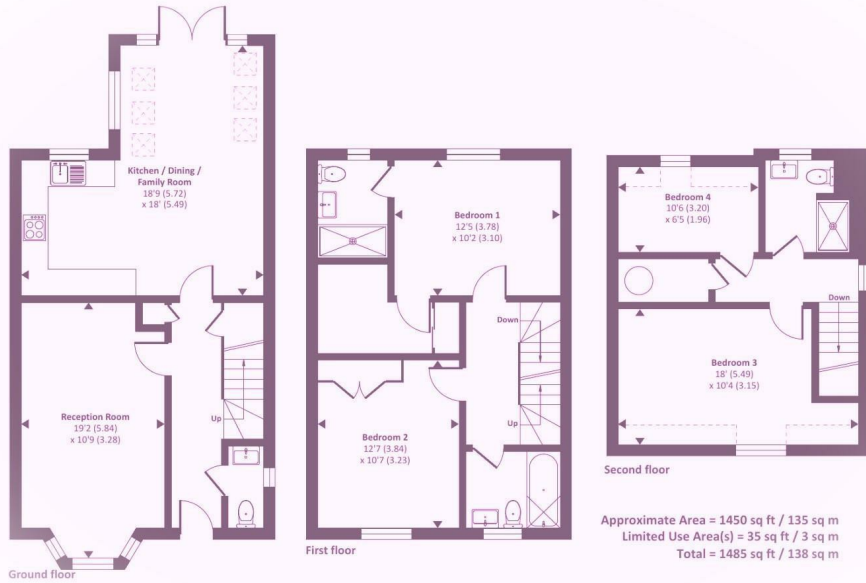 Kitchen / Dining /
Family Room
18'9 (5.72)
x 18' (5.49)
Reception Room
19'2 (5.84)
x 10'9 (3.28)
Up
Ground floor
Bedroom 1
12'5 (3.78)
x 10'2 (3.10)
Down
Up
Bedroom 2
12'7 (3.84)
x 10'7 (3.23)
First floor
Bedroom 4
10'6 (3.20)
x 6'5 (1.96)
Down
Bedroom 3
18' (5.49)
x 10'4 (3.15)
Second floor
Approximate Area = 1450 sq ft / 135 sq m
Limited Use Area(s) = 35 sq ft / 3 sq m
Total = 1485 sq ft / 138 sq m